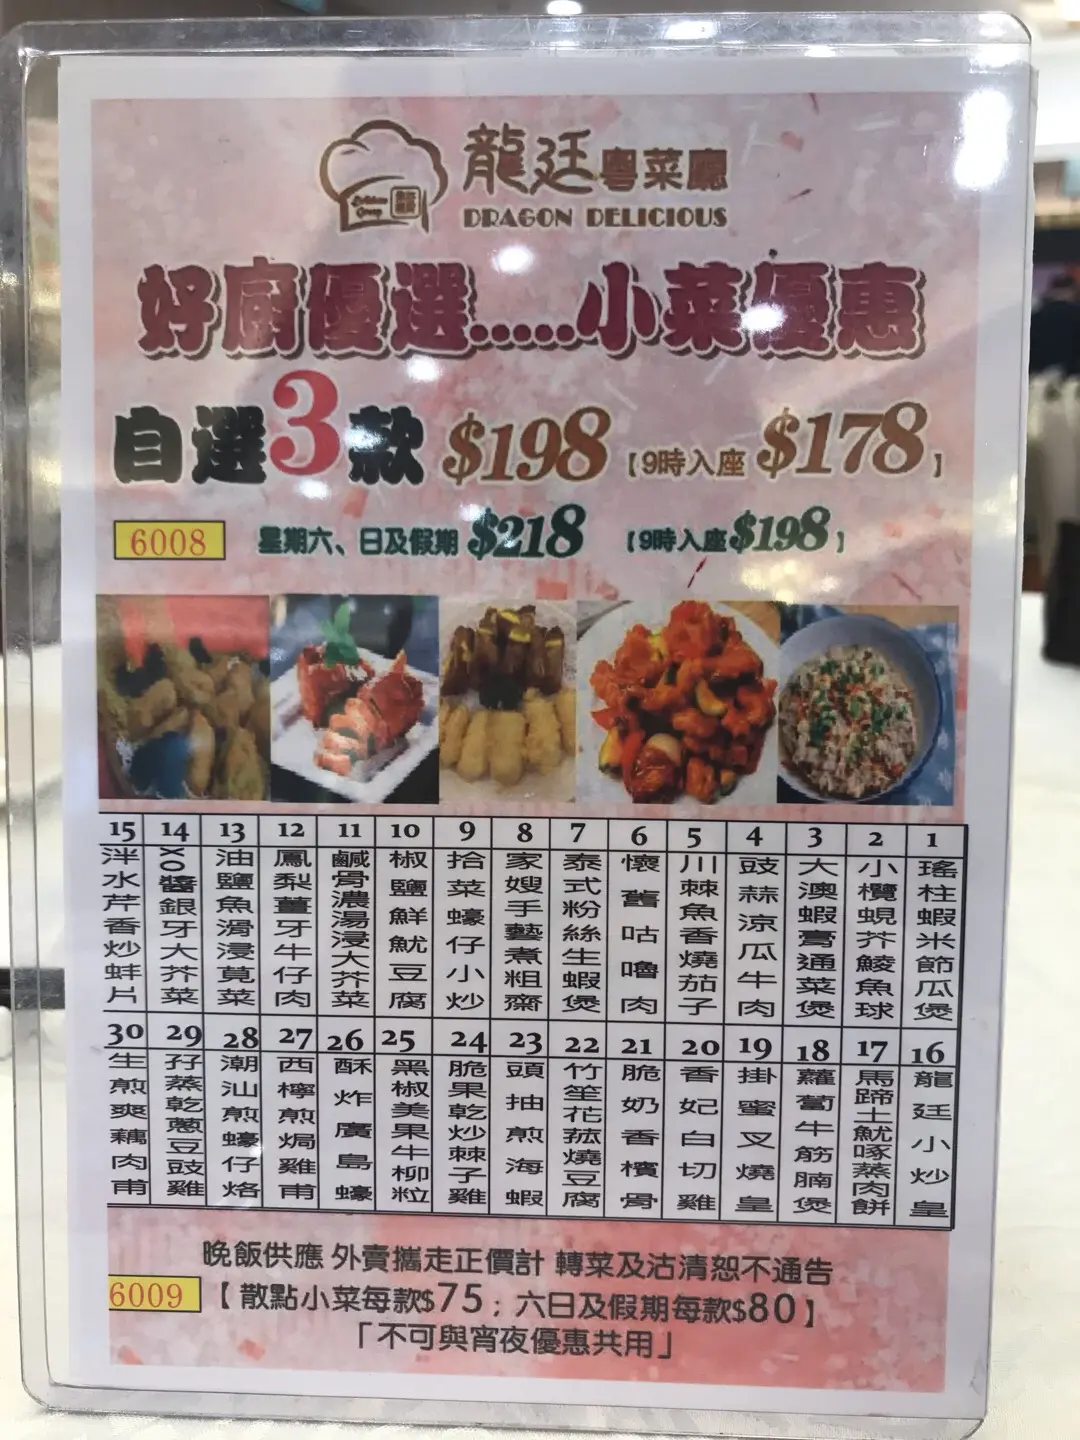 龍廷粵菜廳
DRAGON DELICIOUS
好廚優選.....小菜優惠
自選3款 $198【9時入座 $178】
6008 星期六、日及假期 $218 【9時入座$198】
1 瑤柱蝦米節瓜煲
2 小欖蜆芥鯪魚球
3 大澳蝦膏通菜煲
4 豉蒜涼瓜牛肉
5 川棘魚香燒茄子
6 懷舊咕嚕肉
7 泰式粉絲生蝦煲
8 家嫂手藝煮粗齋
9 拾菜蠔仔小炒
10 椒鹽鮮魷豆腐
11 鹹骨濃湯浸大芥菜
12 鳳梨薑牙牛仔肉
13 油鹽魚滑浸莧菜
14 XO醬銀牙大芥菜
15 泮水芹香炒蚌片
16 龍廷小炒皇
17 馬蹄土魷啄蒸肉餅
18 蘿蔔牛筋腩煲
19 掛蜜叉燒皇
20 香妃白切雞
21 脆奶香檳骨
22 竹笙花菰燒豆腐
23 頭抽煎海蝦
24 脆果乾炒棘子雞
25 黑椒美果牛柳粒
26 酥炸廣島蠔
27 西檸煎焗雞甫
28 潮汕煎蠔仔烙
29 孖蒸乾蔥豆豉雞
30 生煎爽藕肉甫
晚飯供應 外賣攜走正價計 轉菜及沽清恕不通告
6009【散點小菜每款$75；六日及假期每款$80】
「不可與宵夜優惠共用」